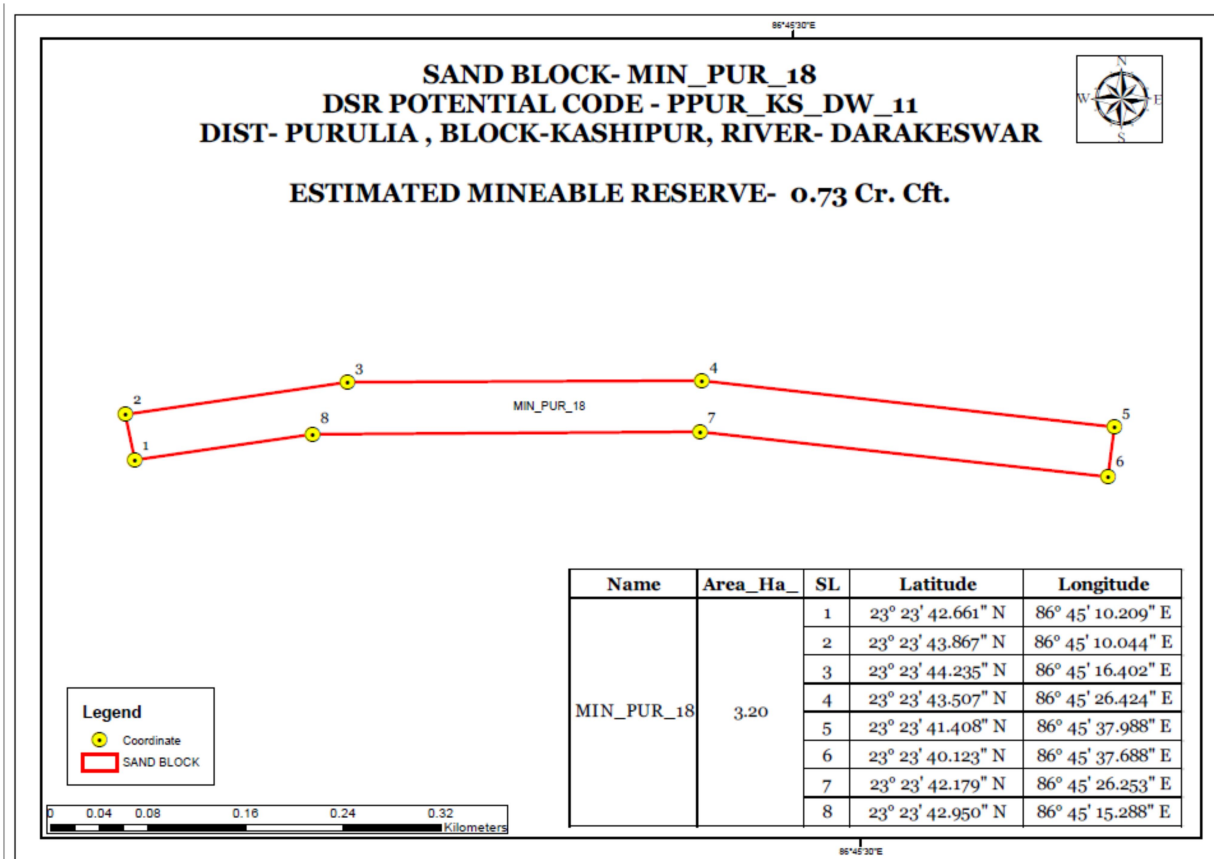 86°45'30"E
SAND BLOCK- MIN_PUR_18
DSR POTENTIAL CODE - PPUR_KS_DW_11
DIST- PURULIA , BLOCK-KASHIPUR, RIVER- DARAKESWAR
ESTIMATED MINEABLE RESERVE- 0.73 Cr. Cft.
N
W E
S
3
4
2
MIN_PUR_18
5
8
7
1
6
Name Area_Ha_ SL Latitude Longitude
MIN_PUR_18 3.20
1 23° 23' 42.661" N 86° 45' 10.209" E
2 23° 23' 43.867" N 86° 45' 10.044" E
3 23° 23' 44.235" N 86° 45' 16.402" E
4 23° 23' 43.507" N 86° 45' 26.424" E
5 23° 23' 41.408" N 86° 45' 37.988" E
6 23° 23' 40.123" N 86° 45' 37.688" E
7 23° 23' 42.179" N 86° 45' 26.253" E
8 23° 23' 42.950" N 86° 45' 15.288" E
Legend
Coordinate
SAND BLOCK
0 0.04 0.08 0.16 0.24 0.32
Kilometers
86°45'30"E